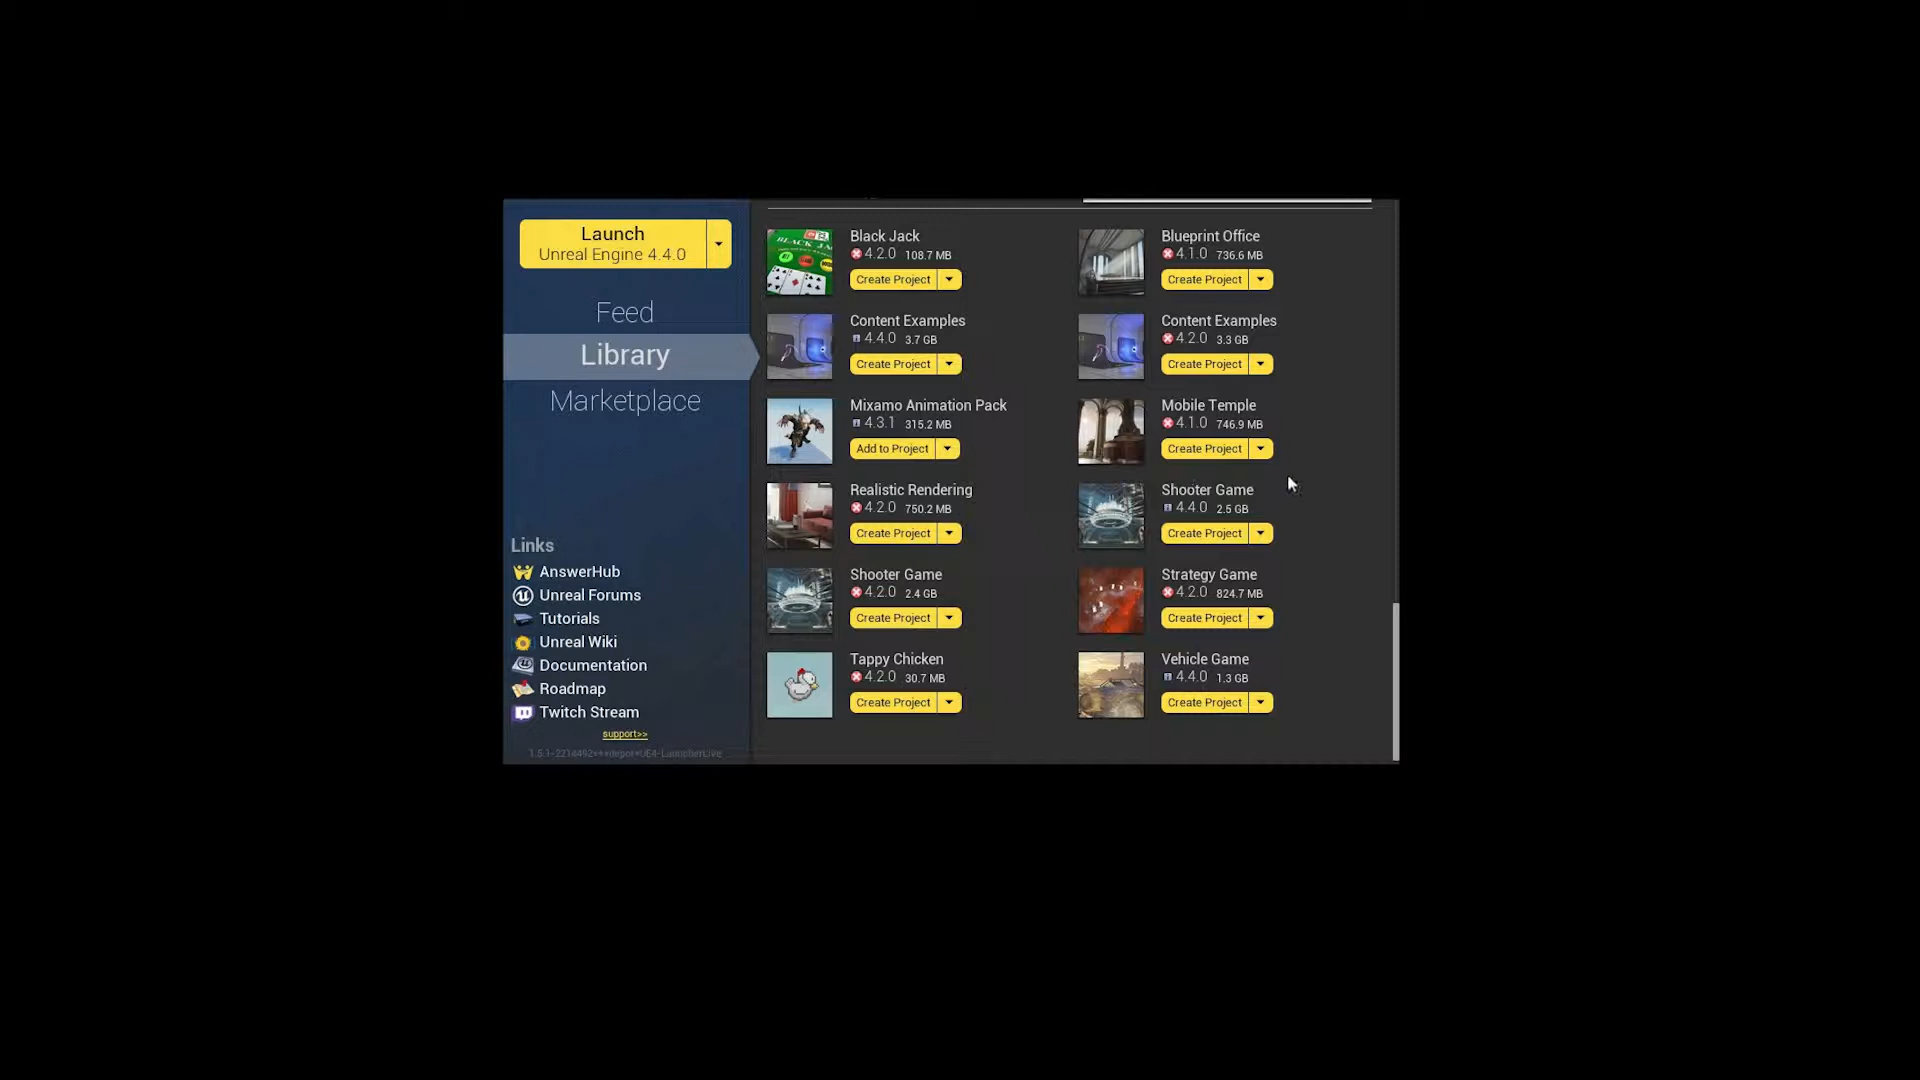 Launch
Unreal Engine 4.4.0
Feed
Library
Marketplace
Links
AnswerHub
Unreal Forums
Tutorials
Unreal Wiki
Documentation
Roadmap
Twitch Stream
support>>
Black Jack
4.2.0 108.7 MB
Create Project
Blueprint Office
4.1.0 736.6 MB
Create Project
Content Examples
4.4.0 3.7 GB
Create Project
Content Examples
4.2.0 3.3 GB
Create Project
Mixamo Animation Pack
4.3.1 315.2 MB
Add to Project
Mobile Temple
4.1.0 746.9 MB
Create Project
Realistic Rendering
4.2.0 750.2 MB
Create Project
Shooter Game
4.4.0 2.5 GB
Create Project
Shooter Game
4.2.0 2.4 GB
Create Project
Strategy Game
4.2.0 824.7 MB
Create Project
Tappy Chicken
4.2.0 30.7 MB
Create Project
Vehicle Game
4.4.0 1.3 GB
Create Project